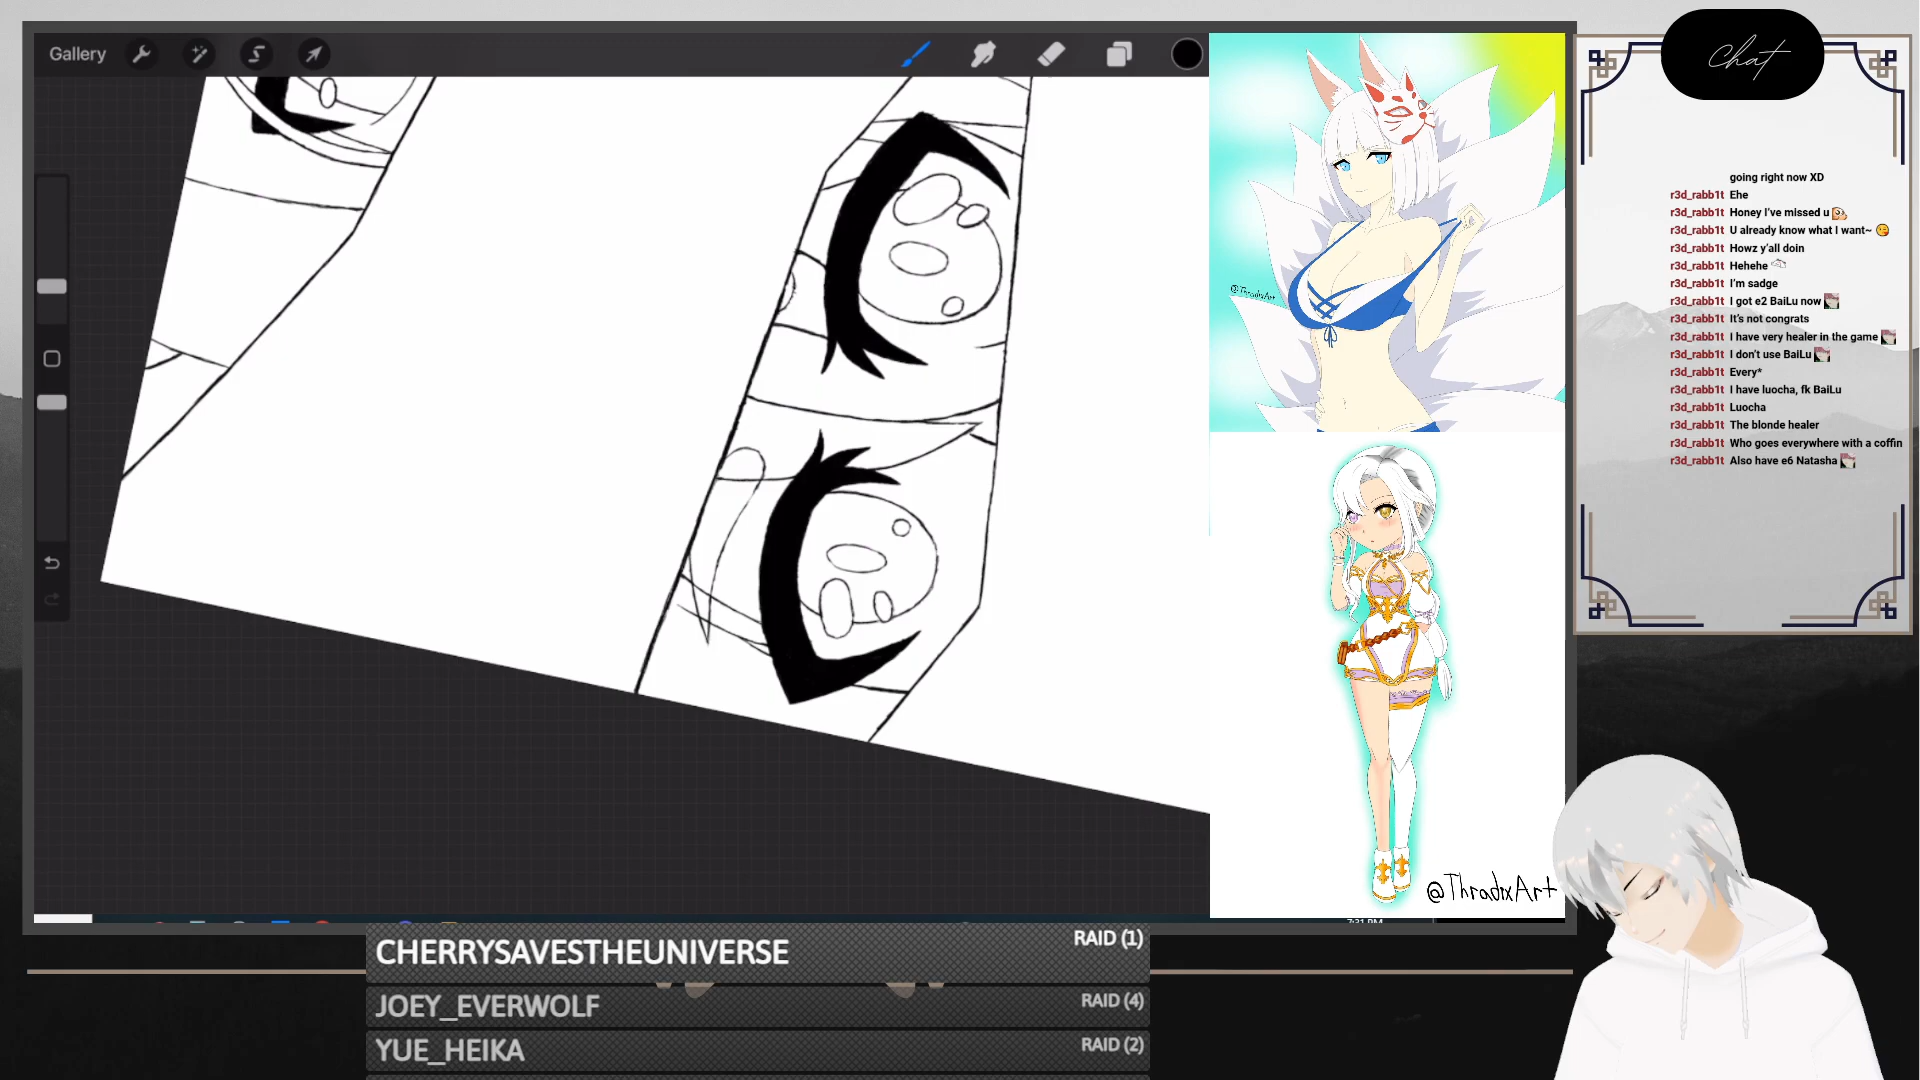 Gallery
@ThradixArt
@ThradixArt
Chat
going right now XD
r3d_rabb1t Ehe
r3d_rabb1t Honey I've missed u
r3d_rabb1t U already know what I want~
r3d_rabb1t Howz y'all doin
r3d_rabb1t Hehehe
r3d_rabb1t I'm sadge
r3d_rabb1t I got e2 BaiLu now
r3d_rabb1t It's not congrats
r3d_rabb1t I have very healer in the game
r3d_rabb1t I don't use BaiLu
r3d_rabb1t Every*
r3d_rabb1t I have luocha, fk BaiLu
r3d_rabb1t Luocha
r3d_rabb1t The blonde healer
r3d_rabb1t Who goes everywhere with a coffin
r3d_rabb1t Also have e6 Natasha
CHERRYSAVESTHEUNIVERSE RAID (1)
JOEY_EVERWOLF RAID (4)
YUE_HEIKA RAID (2)